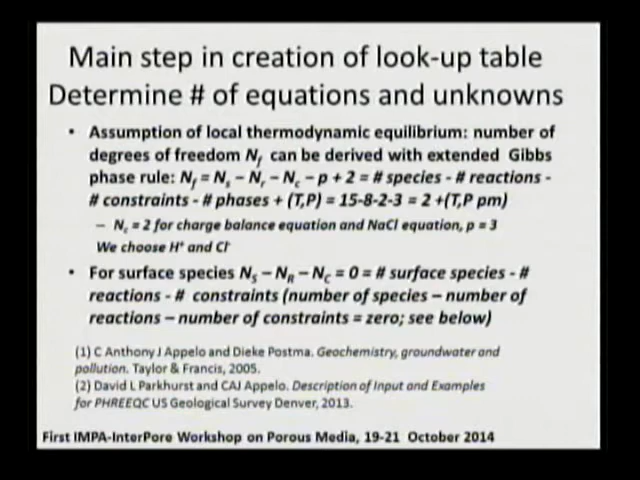 Main step in creation of look-up table
Determine # of equations and unknowns
• Assumption of local thermodynamic equilibrium: number of
degrees of freedom Nf can be derived with extended Gibbs
phase rule: Nf = Ns – Nr – Nc – p + 2 = # species - # reactions -
# constraints - # phases + (T,P) = 15-8-2-3 = 2 +(T,P pm)
– Nc = 2 for charge balance equation and NaCl equation, p = 3
We choose H+ and Cl-
• For surface species NS – NR – NC = 0 = # surface species - #
reactions - # constraints (number of species – number of
reactions – number of constraints = zero; see below)
(1) C Anthony J Appelo and Dieke Postma. Geochemistry, groundwater and
pollution. Taylor & Francis, 2005.
(2) David L Parkhurst and CAJ Appelo. Description of Input and Examples
for PHREEQC US Geological Survey Denver, 2013.
First IMPA-InterPore Workshop on Porous Media, 19-21 October 2014